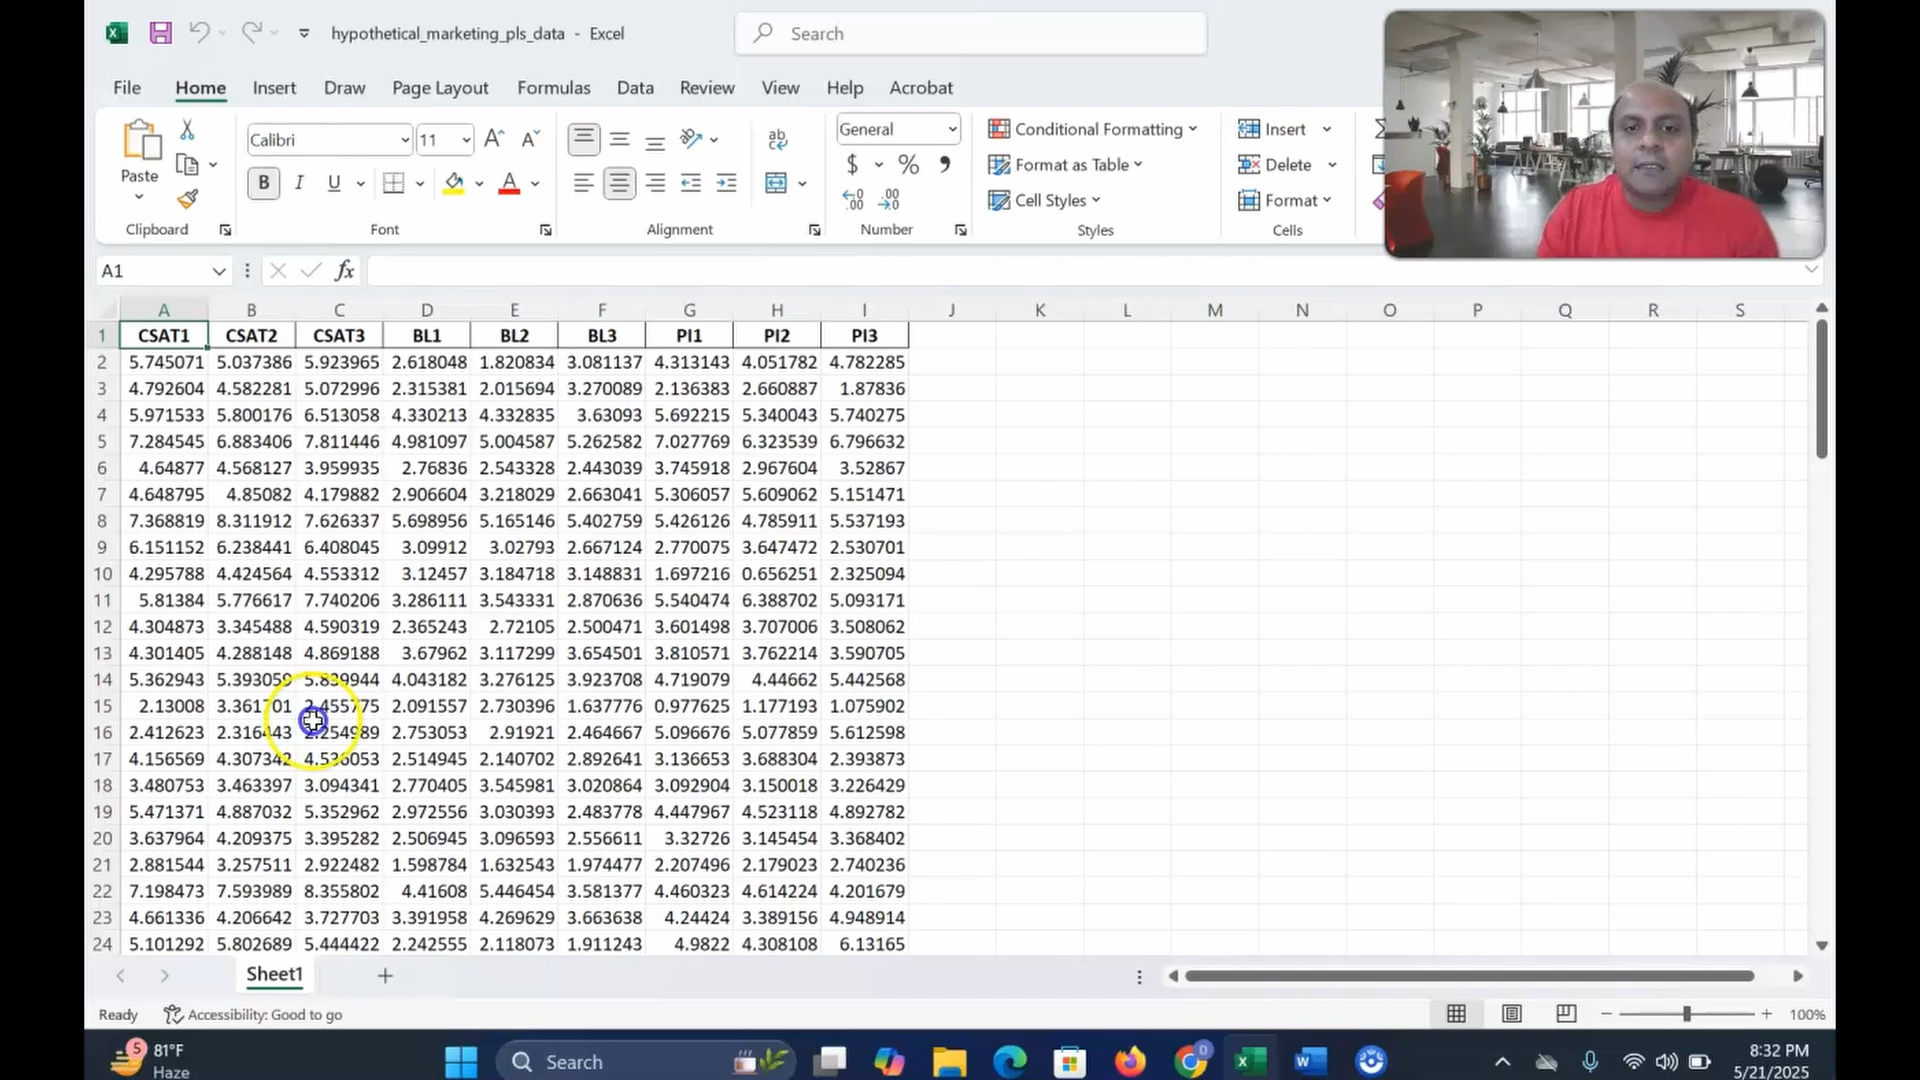 hypothetical_marketing_pls_data - Excel
Search
File Home Insert Draw Page Layout Formulas Data Review View Help Acrobat
Paste
Clipboard
Calibri 11
B I U
Font
ab
Alignment
General
$ % ,
Number
Conditional Formatting
Format as Table
Cell Styles
Styles
Insert
Delete
Format
Cells
A1 fx
A B C D E F G H I J K L M N O P Q R S
1 CSAT1 CSAT2 CSAT3 BL1 BL2 BL3 PI1 PI2 PI3
2 5.745071 5.037386 5.923965 2.618048 1.820834 3.081137 4.313143 4.051782 4.782285
3 4.792604 4.582281 5.072996 2.315381 2.015694 3.270089 2.136383 2.660887 1.87836
4 5.971533 5.800176 6.513058 4.330213 4.332835 3.63093 5.692215 5.340043 5.740275
5 7.284545 6.883406 7.811446 4.981097 5.004587 5.262582 7.027769 6.323539 6.796632
6 4.64877 4.568127 3.959935 2.76836 2.543328 2.443039 3.745918 2.967604 3.52867
7 4.648795 4.85082 4.179882 2.906604 3.218029 2.663041 5.306057 5.609062 5.151471
8 7.368819 8.311912 7.626337 5.698956 5.165146 5.402759 5.426126 4.785911 5.537193
9 6.151152 6.238441 6.408045 3.09912 3.02793 2.667124 2.770075 3.647472 2.530701
10 4.295788 4.424564 4.553312 3.12457 3.184718 3.148831 1.697216 0.656251 2.325094
11 5.81384 5.776617 7.740206 3.286111 3.543331 2.870636 5.540474 6.388702 5.093171
12 4.304873 3.345488 4.590319 2.365243 2.72105 2.500471 3.601498 3.707006 3.508062
13 4.301405 4.288148 4.869188 3.67962 3.117299 3.654501 3.810571 3.762214 3.590705
14 5.362943 5.393059 5.839944 4.043182 3.276125 3.923708 4.719079 4.44662 5.442568
15 2.13008 3.361701 2.455775 2.091557 2.730396 1.637776 0.977625 1.177193 1.075902
16 2.412623 2.316443 2.254989 2.753053 2.91921 2.464667 5.096676 5.077859 5.612598
17 4.156569 4.307342 4.536053 2.514945 2.140702 2.892641 3.136653 3.688304 2.393873
18 3.480753 3.463397 3.094341 2.770405 3.545981 3.020864 3.092904 3.150018 3.226429
19 5.471371 4.887032 5.352962 2.972556 3.030393 2.483778 4.447967 4.523118 4.892782
20 3.637964 4.209375 3.395282 2.506945 3.096593 2.556611 3.32726 3.145454 3.368402
21 2.881544 3.257511 2.922482 1.598784 1.632543 1.974477 2.207496 2.179023 2.740236
22 7.198473 7.593989 8.355802 4.41608 5.446454 3.581377 4.460323 4.614224 4.201679
23 4.661336 4.206642 3.727703 3.391958 4.269629 3.663638 4.24424 3.389156 4.948914
24 5.101292 5.802689 5.444422 2.242555 2.118073 1.911243 4.9822 4.308108 6.13165
Sheet1
Ready Accessibility: Good to go 100%
5 81°F
Haze
Search
8:32 PM
5/21/2025